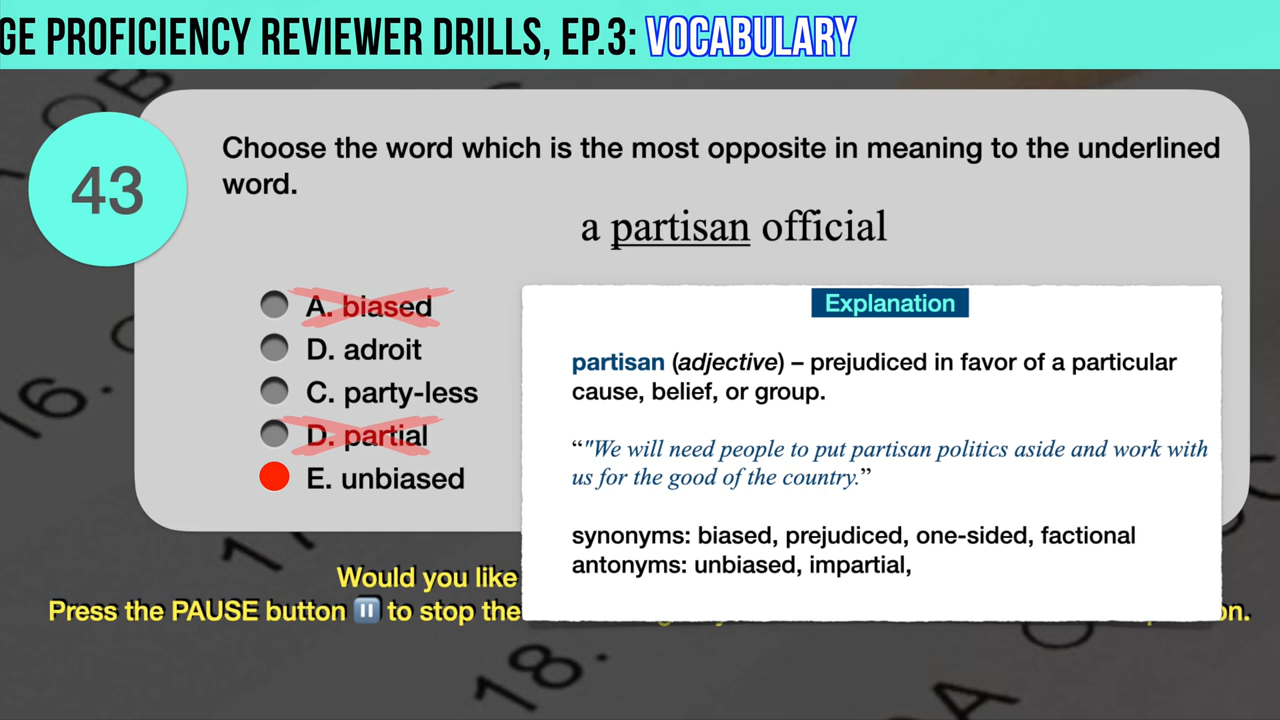 GE PROFICIENCY REVIEWER DRILLS, EP.3: VOCABULARY
43
Choose the word which is the most opposite in meaning to the underlined
word.
a partisan official
A. biased
D. adroit
C. party-less
D. partial
E. unbiased
Explanation
partisan (adjective) – prejudiced in favor of a particular
cause, belief, or group.
“"We will need people to put partisan politics aside and work with
us for the good of the country.”
synonyms: biased, prejudiced, one-sided, factional
antonyms: unbiased, impartial,
Would you like
Press the PAUSE button ⏸ to stop the
16.
17
18.